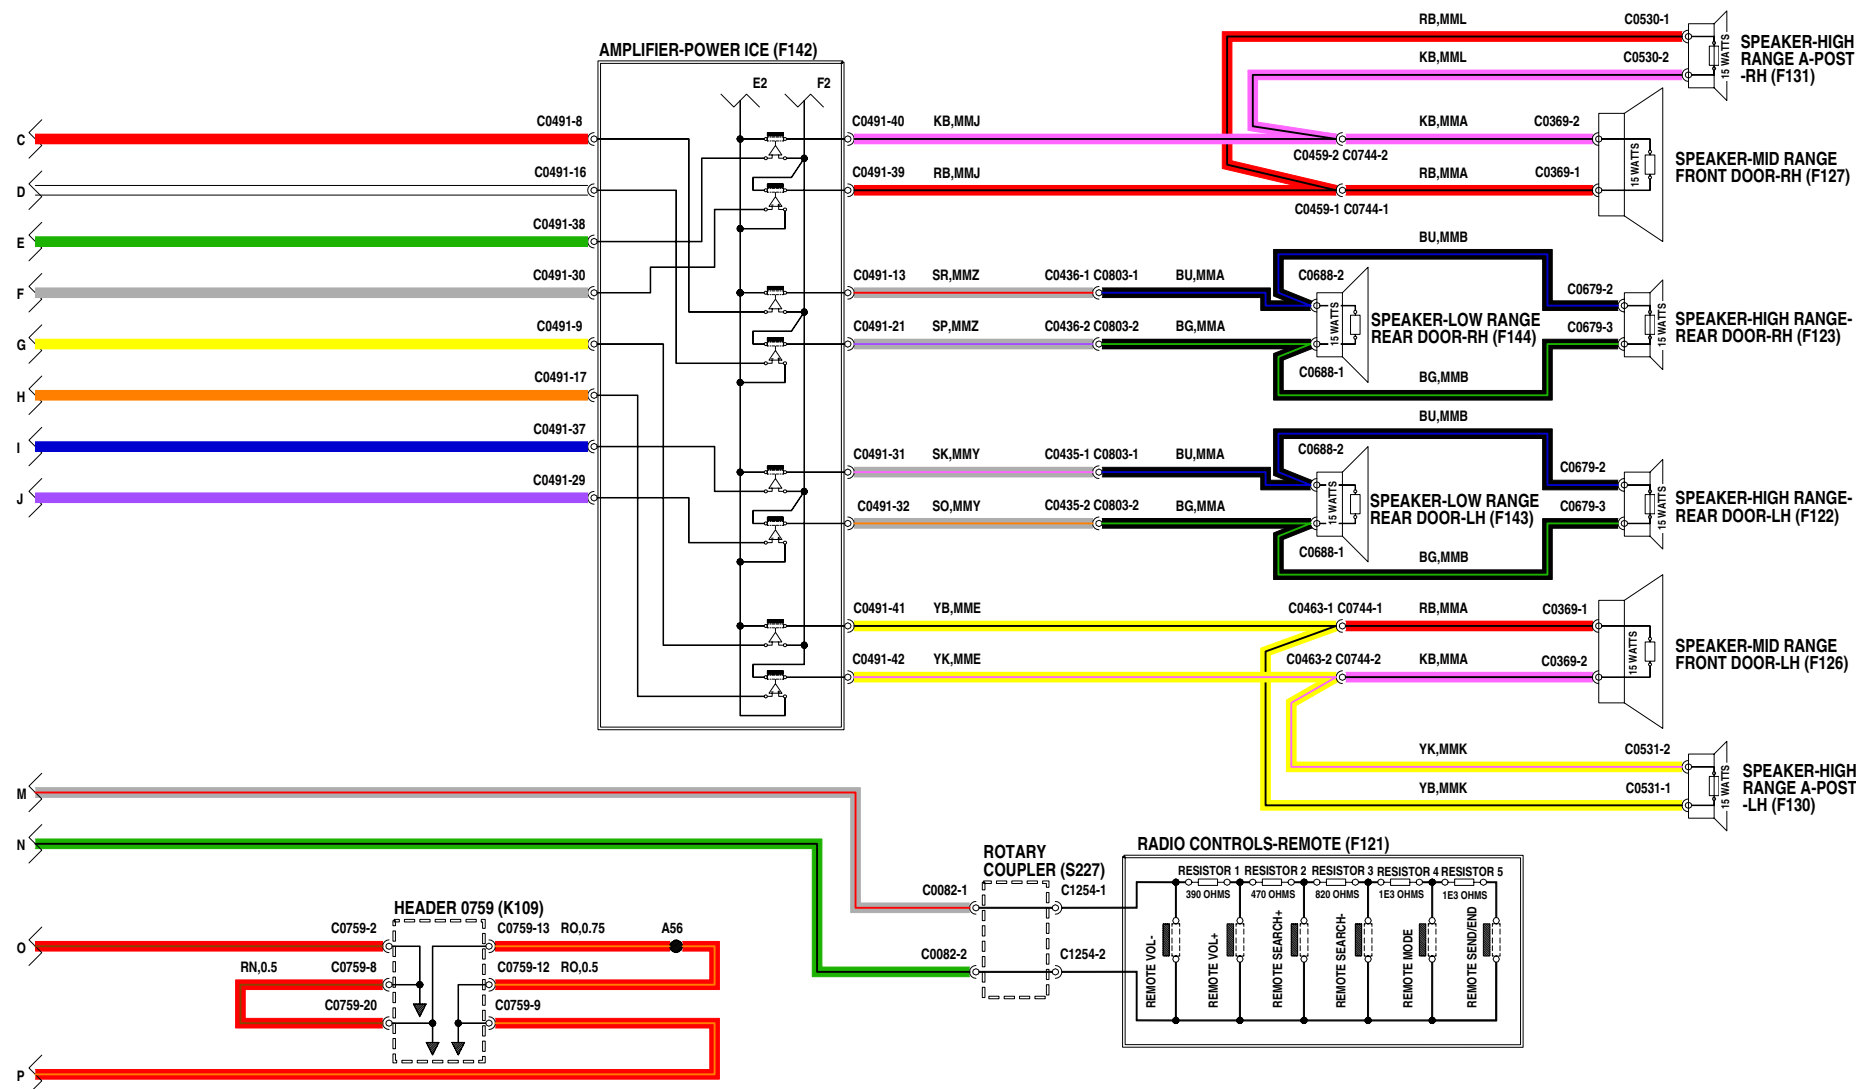 RB,MML
C0530-1
SPEAKER-HIGH
RANGE A-POST
-RH (F131)
15 WATTS
KB,MML
C0530-2
AMPLIFIER-POWER ICE (F142)
E2
F2
C
C0491-8
C0491-40
KB,MMJ
KB,MMA
C0369-2
C0459-2 C0744-2
15 WATTS
SPEAKER-MID RANGE
FRONT DOOR-RH (F127)
D
C0491-16
C0491-39
RB,MMJ
RB,MMA
C0369-1
C0459-1 C0744-1
E
C0491-38
BU,MMB
F
C0491-30
C0491-13
SR,MMZ
C0436-1 C0803-1
BU,MMA
C0688-2
C0679-2
15 WATTS
SPEAKER-LOW RANGE
REAR DOOR-RH (F144)
15 WATTS
SPEAKER-HIGH RANGE-
REAR DOOR-RH (F123)
G
C0491-9
C0491-21
SP,MMZ
C0436-2 C0803-2
BG,MMA
C0679-3
C0688-1
BG,MMB
H
C0491-17
BU,MMB
I
C0491-37
C0491-31
SK,MMY
C0435-1 C0803-1
BU,MMA
C0688-2
C0679-2
15 WATTS
SPEAKER-LOW RANGE
REAR DOOR-LH (F143)
15 WATTS
SPEAKER-HIGH RANGE-
REAR DOOR-LH (F122)
J
C0491-29
C0491-32
SO,MMY
C0435-2 C0803-2
BG,MMA
C0679-3
C0688-1
BG,MMB
C0491-41
YB,MME
C0463-1 C0744-1
RB,MMA
C0369-1
15 WATTS
SPEAKER-MID RANGE
FRONT DOOR-LH (F126)
C0491-42
YK,MME
C0463-2 C0744-2
KB,MMA
C0369-2
YK,MMK
C0531-2
15 WATTS
SPEAKER-HIGH
RANGE A-POST
-LH (F130)
YB,MMK
C0531-1
M
N
ROTARY
COUPLER (S227)
C0082-1
C1254-1
C0082-2
C1254-2
RADIO CONTROLS-REMOTE (F121)
RESISTOR 1
RESISTOR 2
RESISTOR 3
RESISTOR 4
RESISTOR 5
390 OHMS
470 OHMS
820 OHMS
1E3 OHMS
1E3 OHMS
REMOTE VOL-
REMOTE VOL+
REMOTE SEARCH+
REMOTE SEARCH-
REMOTE MODE
REMOTE SEND/END
HEADER 0759 (K109)
O
C0759-2
C0759-13
RO,0.75
A56
RN,0.5
C0759-8
C0759-12
RO,0.5
C0759-20
C0759-9
P